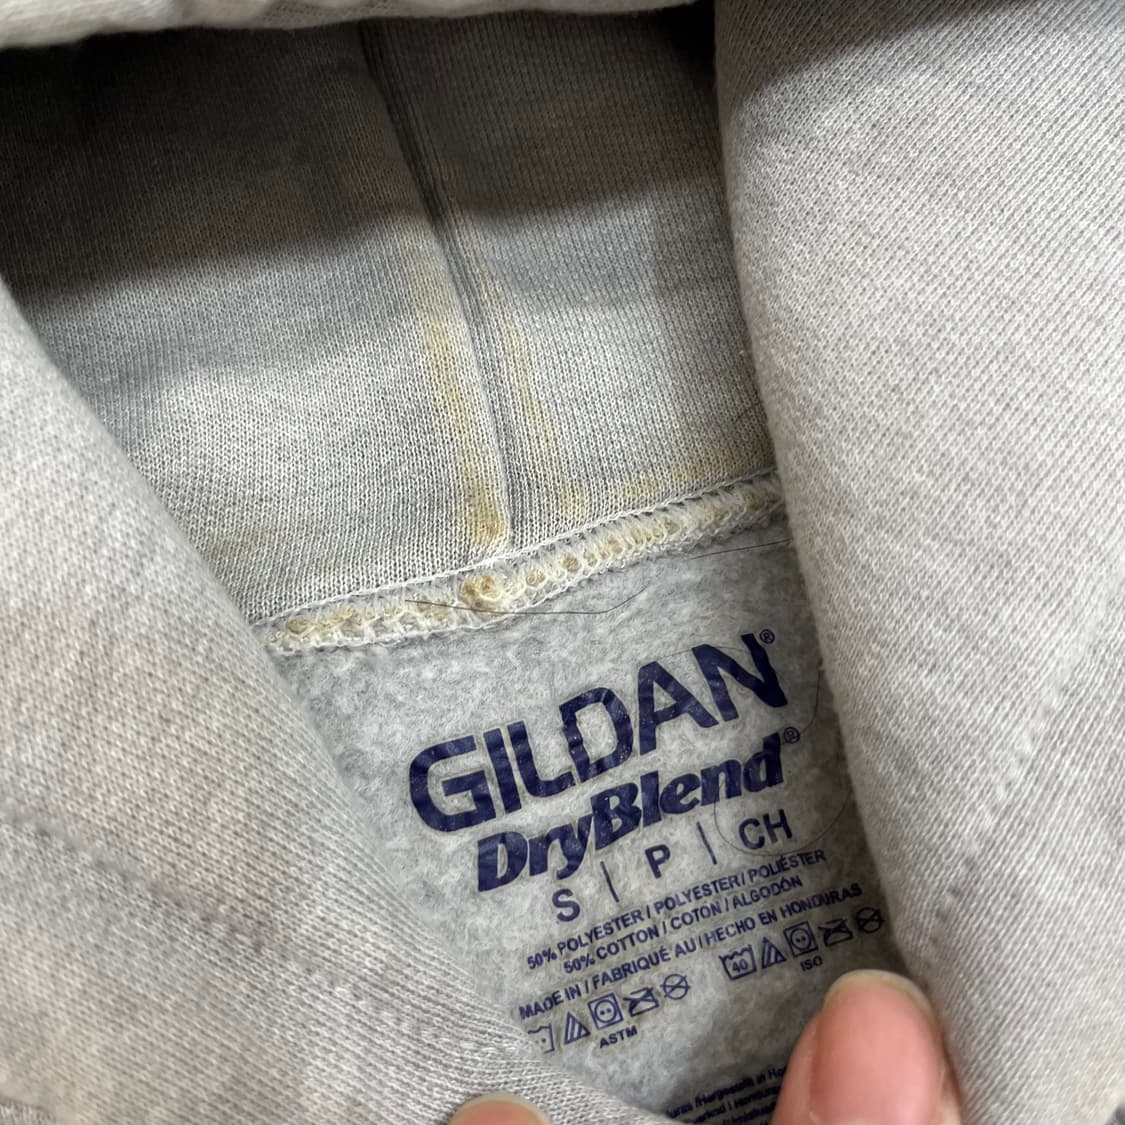 GILDAN®
DryBlend®
S | P | CH
50% POLYESTER / POLYESTER / POLIÉSTER
50% COTTON / COTON / ALGODÓN
MADE IN / FABRIQUÉ AU / HECHO EN HONDURAS
40
ISO
ASTM